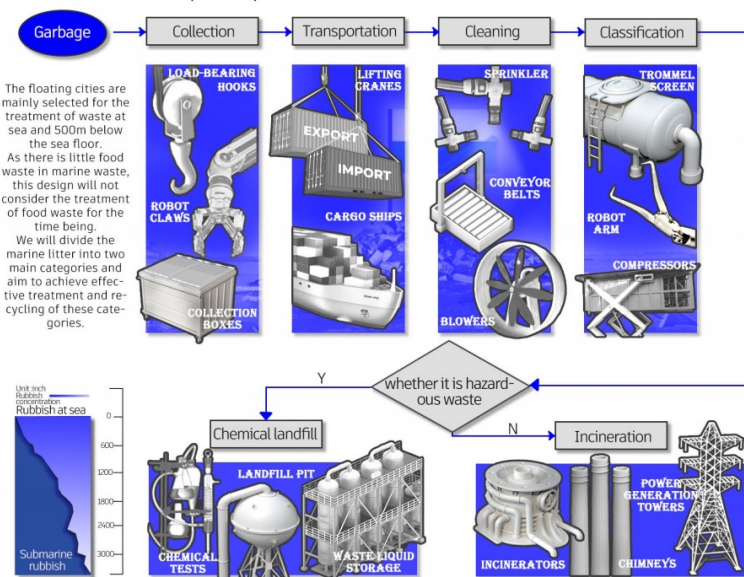 Garbage
Collection
Transportation
Cleaning
Classification
The floating cities are
mainly selected for the
treatment of waste at
sea and 500m below
the sea floor.
As there is little food
waste in marine waste,
this design will not
consider the treatment
of food waste for the
time being.
We will divide the
marine litter into two
main categories and
aim to achieve effec-
tive treatment and re-
cycling of these cate-
gories.
LOAD-BEARING
HOOKS
ROBOT
CLAWS
COLLECTION
BOXES
LIFTING
CRANES
EXPORT
IMPORT
CARGO SHIPS
SPRINKLER
CONVEYOR
BELTS
BLOWERS
TROMMEL
SCREEN
ROBOT
ARM
COMPRESSORS
whether it is hazard-
ous waste
Y
N
Chemical landfill
Incineration
Unit:inch
Rubbish
concentration
Rubbish at sea
0
600
1200
1800
2400
3000
Submarine
rubbish
LANDFILL PIT
CHEMICAL
TESTS
WASTE LIQUID
STORAGE
INCINERATORS
CHIMNEYS
POWER
GENERATION
TOWERS